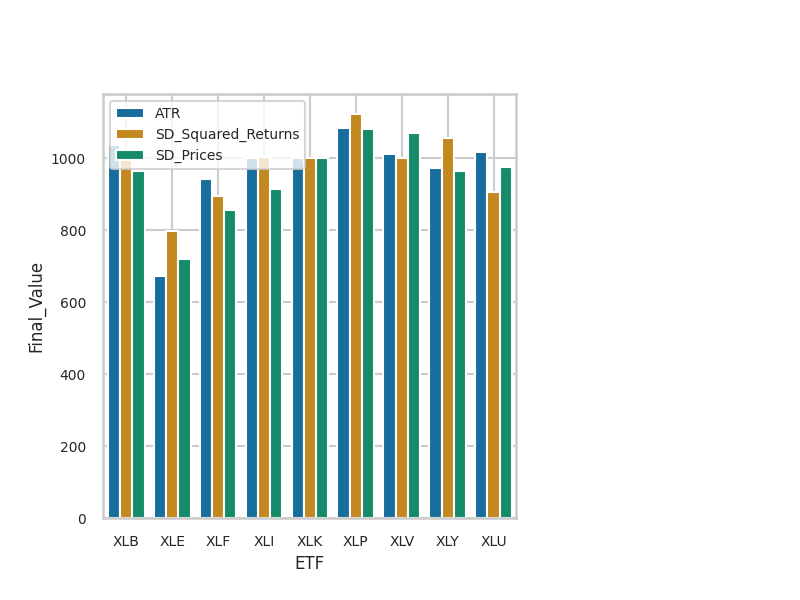 ATR
SD_Squared_Returns
SD_Prices
1000
800
600
400
200
0
Final_Value
XLB XLE XLF XLI XLK XLP XLV XLY XLU
ETF